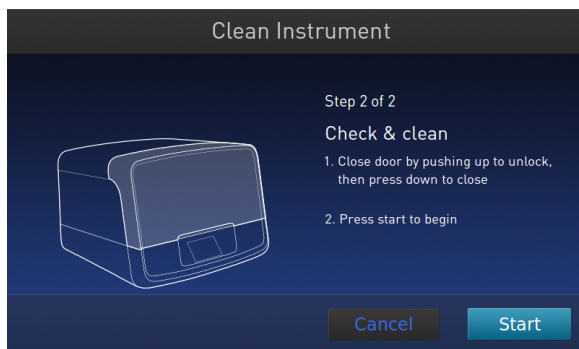 Clean Instrument
Step 2 of 2
Check & clean
1. Close door by pushing up to unlock,
then press down to close
2. Press start to begin
Cancel
Start